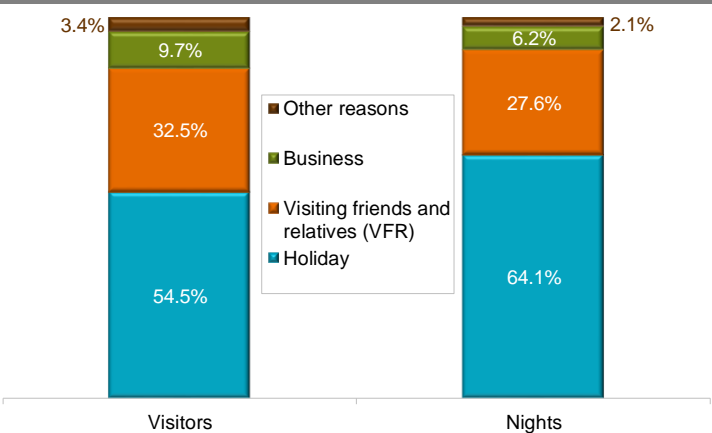 3.4%
9.7%
32.5%
54.5%
Other reasons
Business
Visiting friends and
relatives (VFR)
Holiday
2.1%
6.2%
27.6%
64.1%
Visitors
Nights